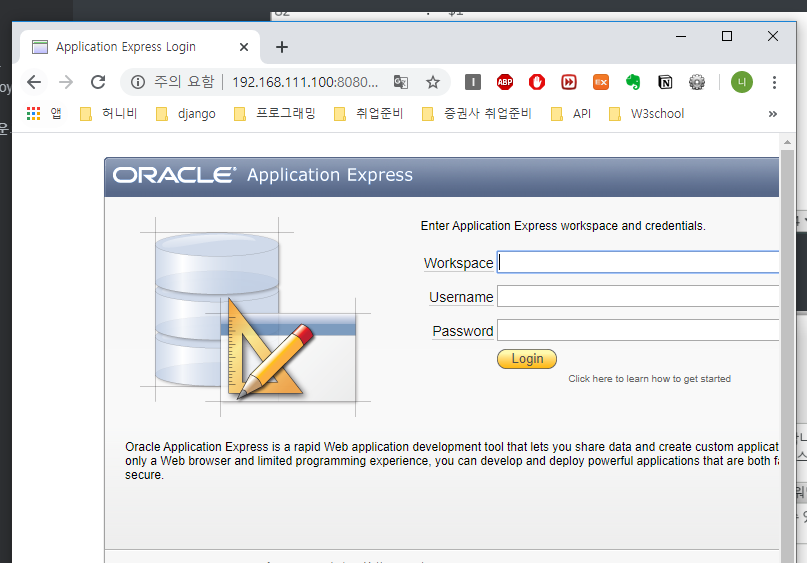 Application Express Login
주의 요함 192.168.111.100:8080...
ABP
EX
니
앱 허니비 django 프로그래밍 취업준비 증권사 취업준비 API W3school »
ORACLE® Application Express
Enter Application Express workspace and credentials.
Workspace
Username
Password
Login
Click here to learn how to get started
Oracle Application Express is a rapid Web application development tool that lets you share data and create custom applicat
only a Web browser and limited programming experience, you can develop and deploy powerful applications that are both fa
secure.